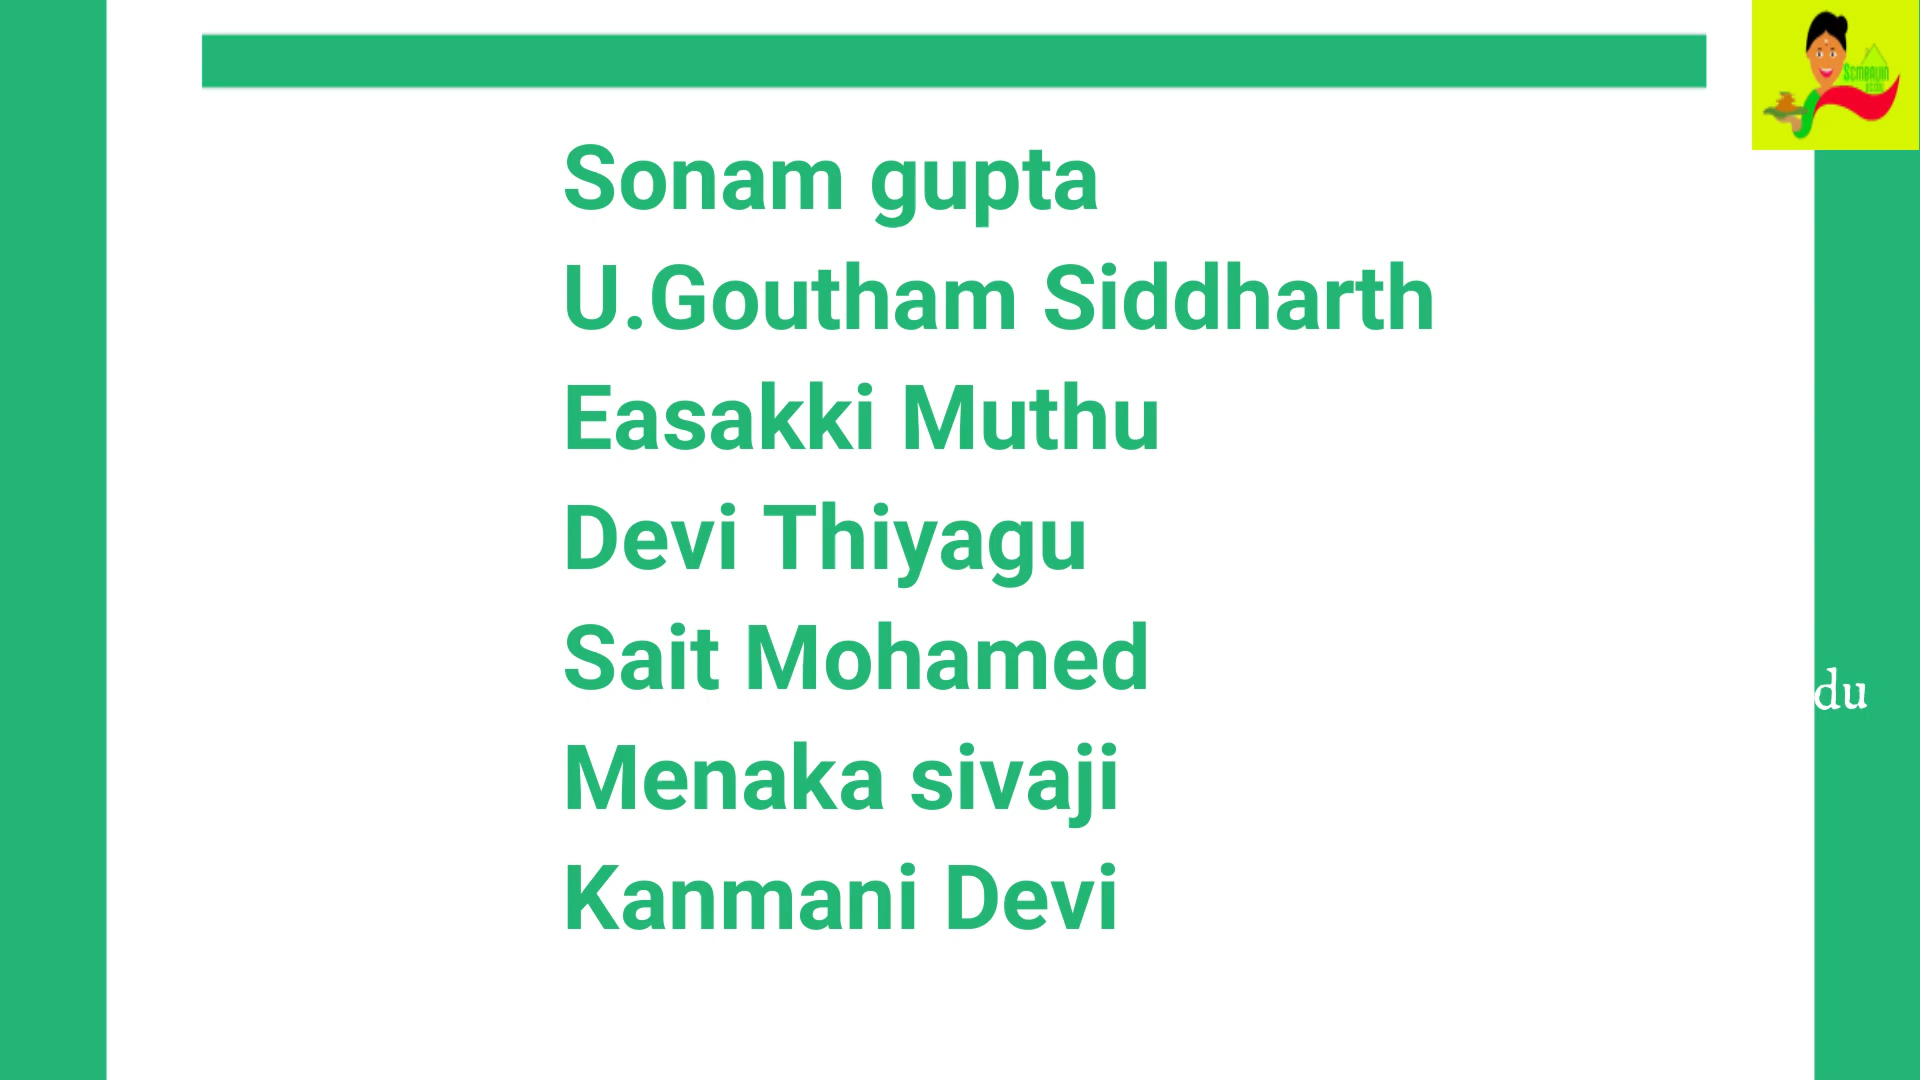 Sonam gupta
U.Goutham Siddharth
Easakki Muthu
Devi Thiyagu
Sait Mohamed
du
Menaka sivaji
Kanmani Devi